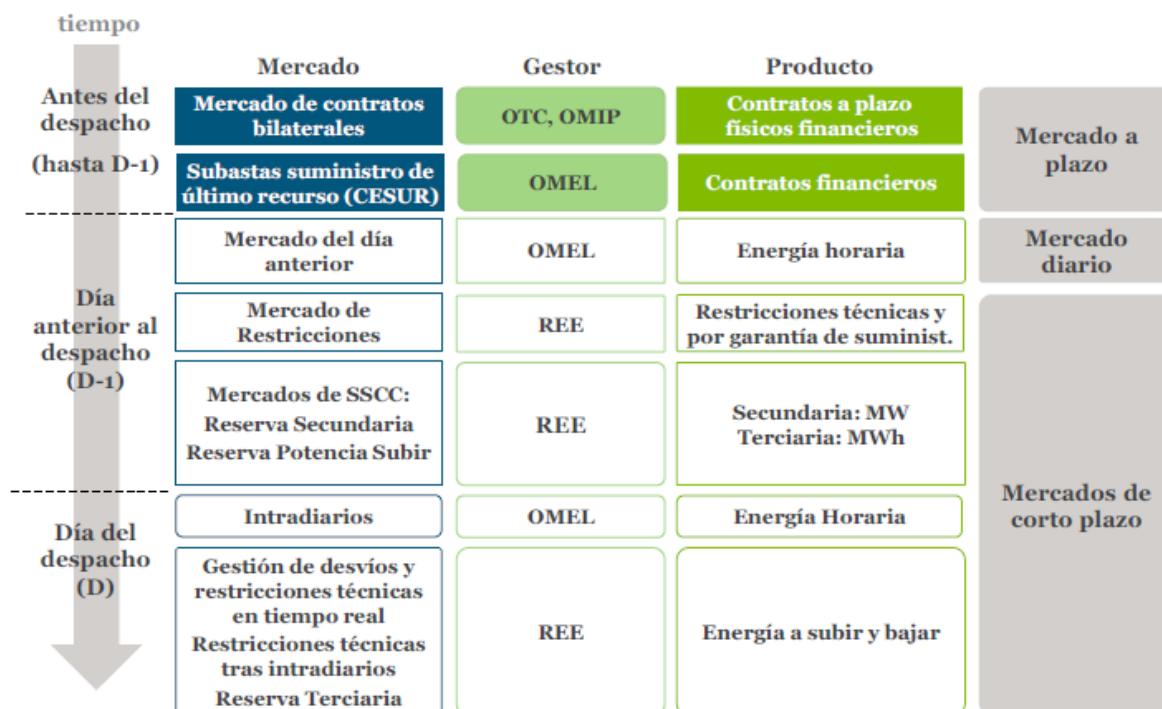 tiempo
Mercado
Gestor
Producto
Antes del
despacho
(hasta D-1)
Mercado de contratos
bilaterales
OTC, OMIP
Contratos a plazo
físicos financieros
Mercado a
plazo
Subastas suministro de
último recurso (CESUR)
OMEL
Contratos financieros
Día
anterior al
despacho
(D-1)
Mercado del día
anterior
OMEL
Energía horaria
Mercado
diario
Mercado de
Restricciones
REE
Restricciones técnicas y
por garantía de suminist.
Mercados de SSCC:
Reserva Secundaria
Reserva Potencia Subir
REE
Secundaria: MW
Terciaria: MWh
Mercados de
corto plazo
Día del
despacho
(D)
Intradiarios
OMEL
Energía Horaria
Gestión de desvíos y
restricciones técnicas
en tiempo real
Restricciones técnicas
tras intradiarios
Reserva Terciaria
REE
Energía a subir y bajar